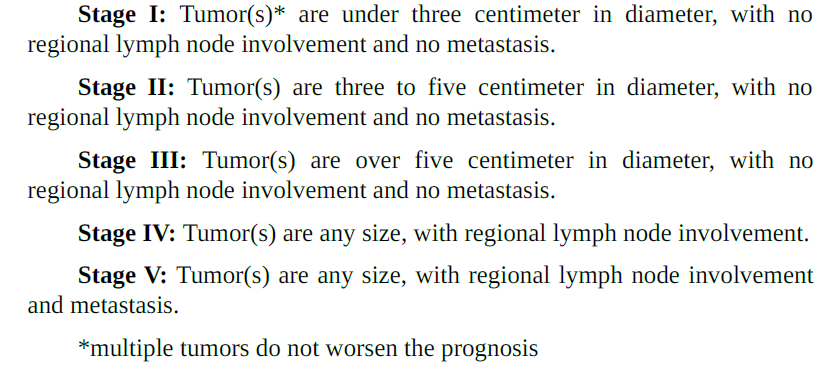 Stage I: Tumor(s)* are under three centimeter in diameter, with no
regional lymph node involvement and no metastasis.
Stage II: Tumor(s) are three to five centimeter in diameter, with no
regional lymph node involvement and no metastasis.
Stage III: Tumor(s) are over five centimeter in diameter, with no
regional lymph node involvement and no metastasis.
Stage IV: Tumor(s) are any size, with regional lymph node involvement.
Stage V: Tumor(s) are any size, with regional lymph node involvement
and metastasis.
*multiple tumors do not worsen the prognosis